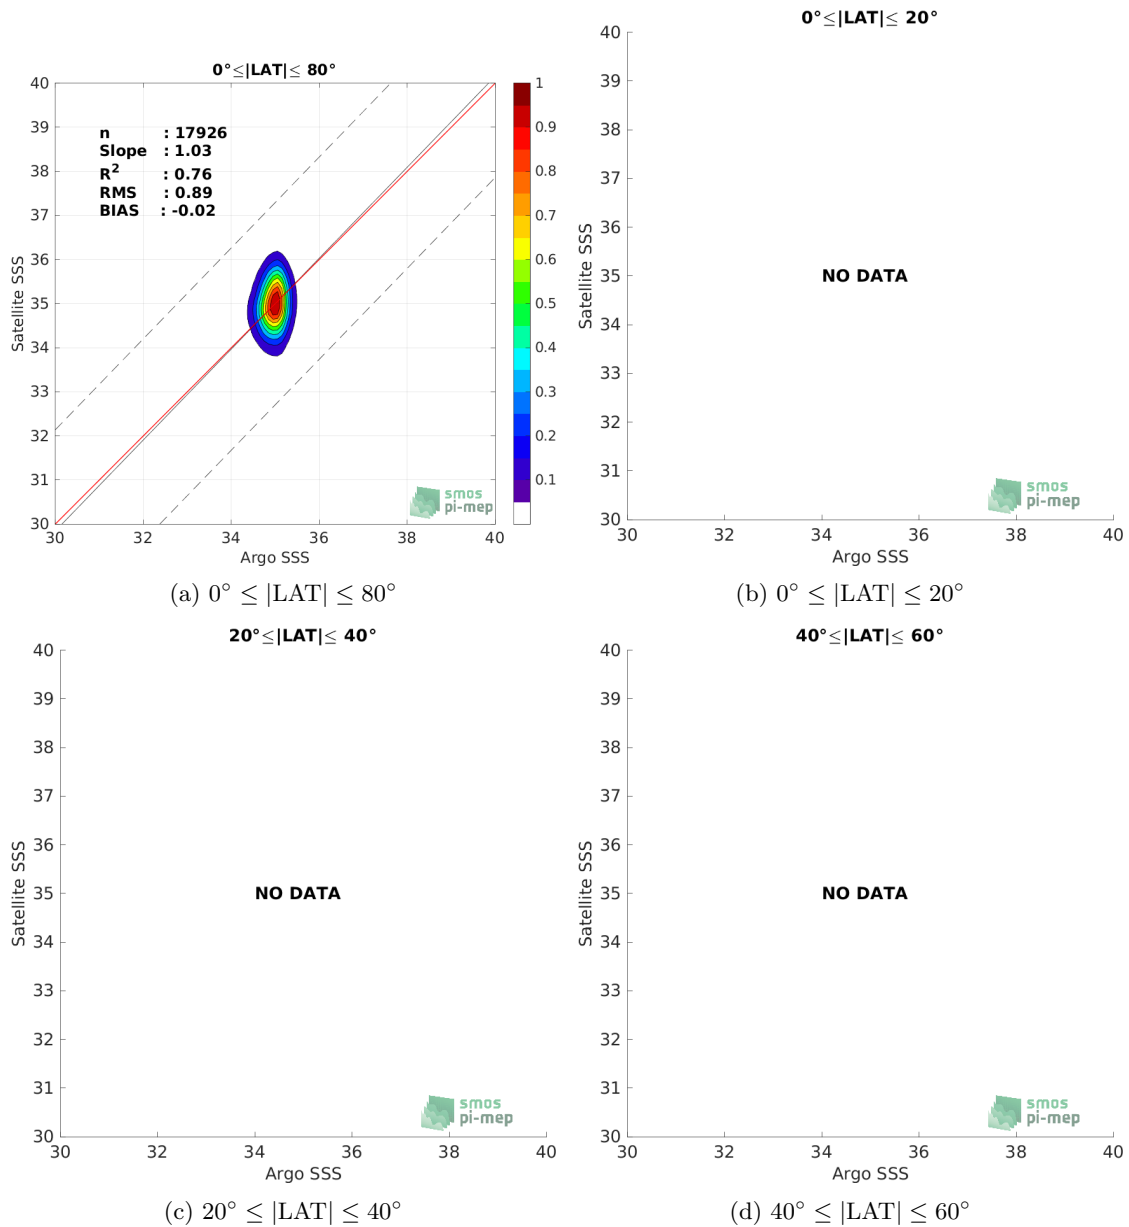 0°≤|LAT|≤ 80°
40
39
38
37
36
35
34
33
32
31
30
Satellite SSS
n : 17926
Slope : 1.03
R² : 0.76
RMS : 0.89
BIAS : -0.02
smos
pi-mep
30
32
34
36
38
40
Argo SSS
1
0.9
0.8
0.7
0.6
0.5
0.4
0.3
0.2
0.1
(a) 0° ≤ |LAT| ≤ 80°
0°≤|LAT|≤ 20°
40
39
38
37
36
35
34
33
32
31
30
Satellite SSS
NO DATA
smos
pi-mep
30
32
34
36
38
40
Argo SSS
(b) 0° ≤ |LAT| ≤ 20°
20°≤|LAT|≤ 40°
40
39
38
37
36
35
34
33
32
31
30
Satellite SSS
NO DATA
smos
pi-mep
30
32
34
36
38
40
Argo SSS
(c) 20° ≤ |LAT| ≤ 40°
40°≤|LAT|≤ 60°
40
39
38
37
36
35
34
33
32
31
30
Satellite SSS
NO DATA
smos
pi-mep
30
32
34
36
38
40
Argo SSS
(d) 40° ≤ |LAT| ≤ 60°